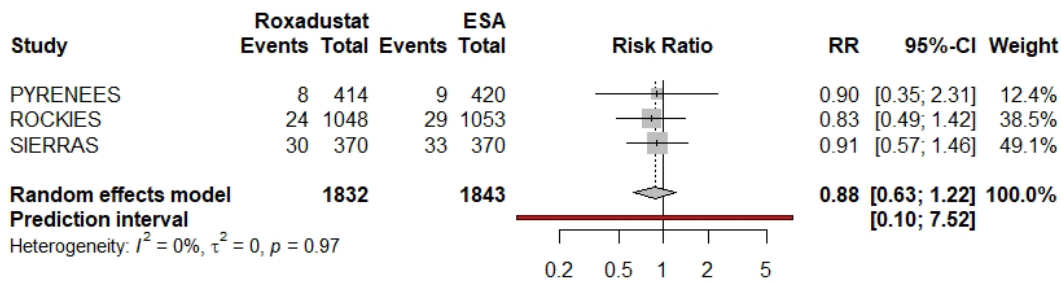 Roxadustat ESA
Study Events Total Events Total Risk Ratio RR 95%-CI Weight
PYRENEES 8 414 9 420 0.90 [0.35; 2.31] 12.4%
ROCKIES 24 1048 29 1053 0.83 [0.49; 1.42] 38.5%
SIERRAS 30 370 33 370 0.91 [0.57; 1.46] 49.1%
Random effects model 1832 1843 0.88 [0.63; 1.22] 100.0%
Prediction interval [0.10; 7.52]
Heterogeneity: I² = 0%, τ² = 0, p = 0.97
0.2 0.5 1 2 5